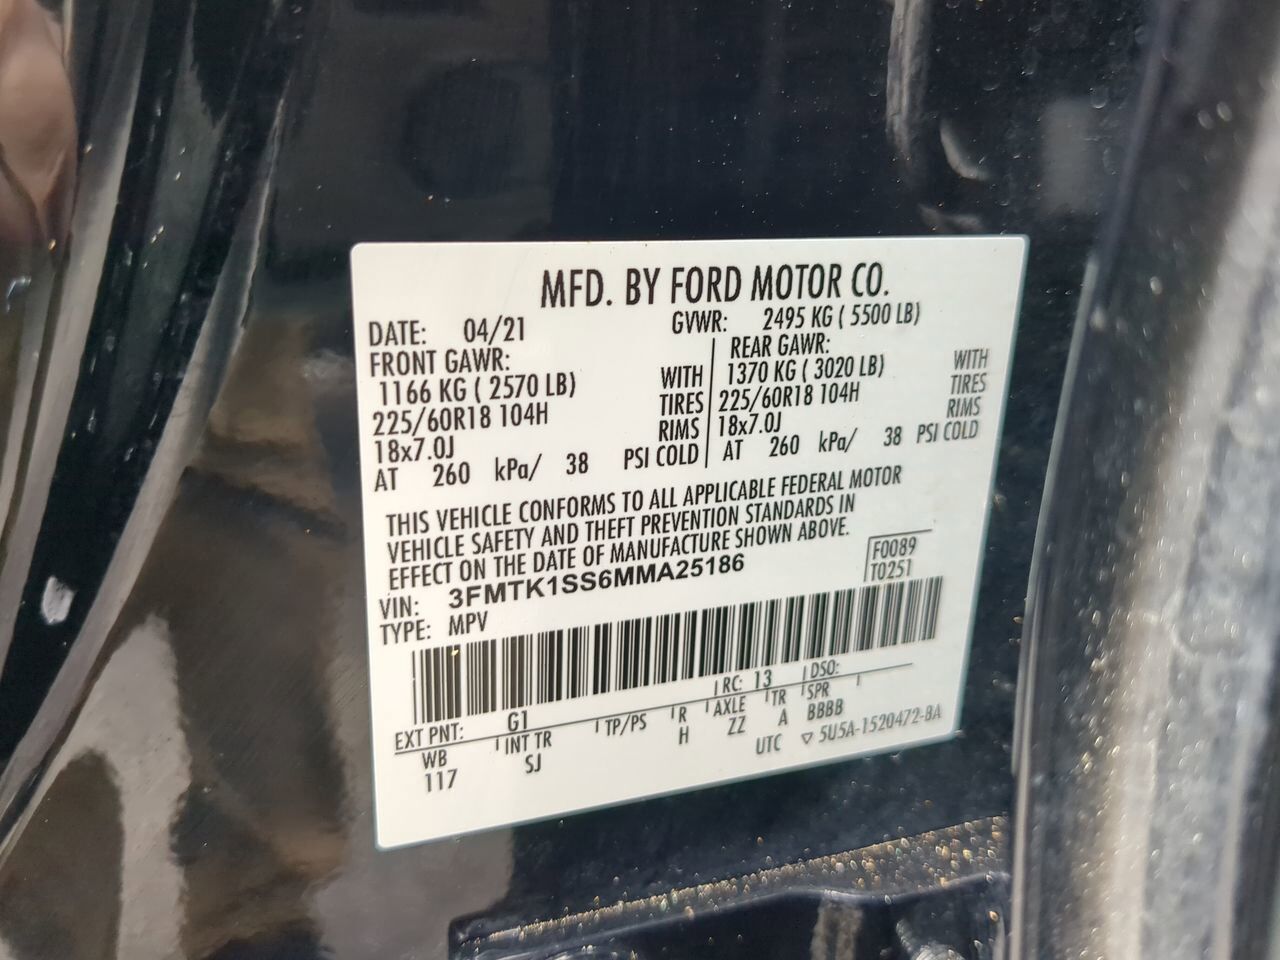 MFD. BY FORD MOTOR CO.
DATE: 04/21 GVWR: 2495 KG ( 5500 LB)
FRONT GAWR: REAR GAWR:
1166 KG ( 2570 LB) WITH 1370 KG ( 3020 LB) WITH
225/60R18 104H TIRES 225/60R18 104H TIRES
18x7.0J RIMS 18x7.0J RIMS
AT 260 kPa/ 38 PSI COLD AT 260 kPa/ 38 PSI COLD
THIS VEHICLE CONFORMS TO ALL APPLICABLE FEDERAL MOTOR
VEHICLE SAFETY AND THEFT PREVENTION STANDARDS IN
EFFECT ON THE DATE OF MANUFACTURE SHOWN ABOVE.
F0089
VIN: 3FMTK1SS6MMA25186 T0251
TYPE: MPV
EXT PNT: G1 RC: 13 DSO:
WB INT TR TP/PS R AXLE TR SPR
117 SJ H ZZ A BBBB
UTC ▽ 5U5A-1520472-BA